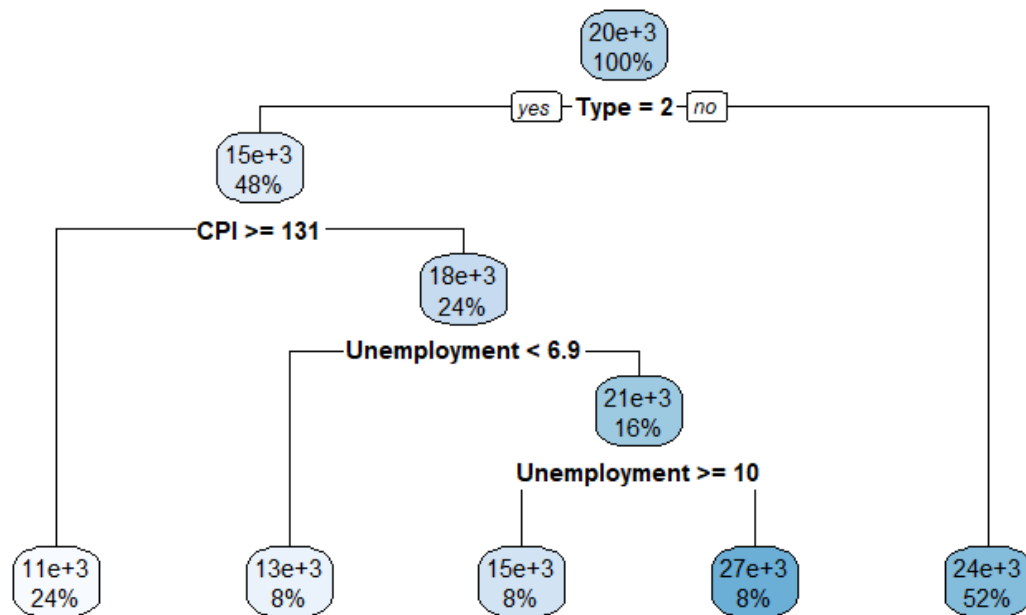 20e+3
100%
yes Type = 2 no
15e+3
48%
CPI >= 131
18e+3
24%
Unemployment < 6.9
21e+3
16%
Unemployment >= 10
11e+3
24%
13e+3
8%
15e+3
8%
27e+3
8%
24e+3
52%